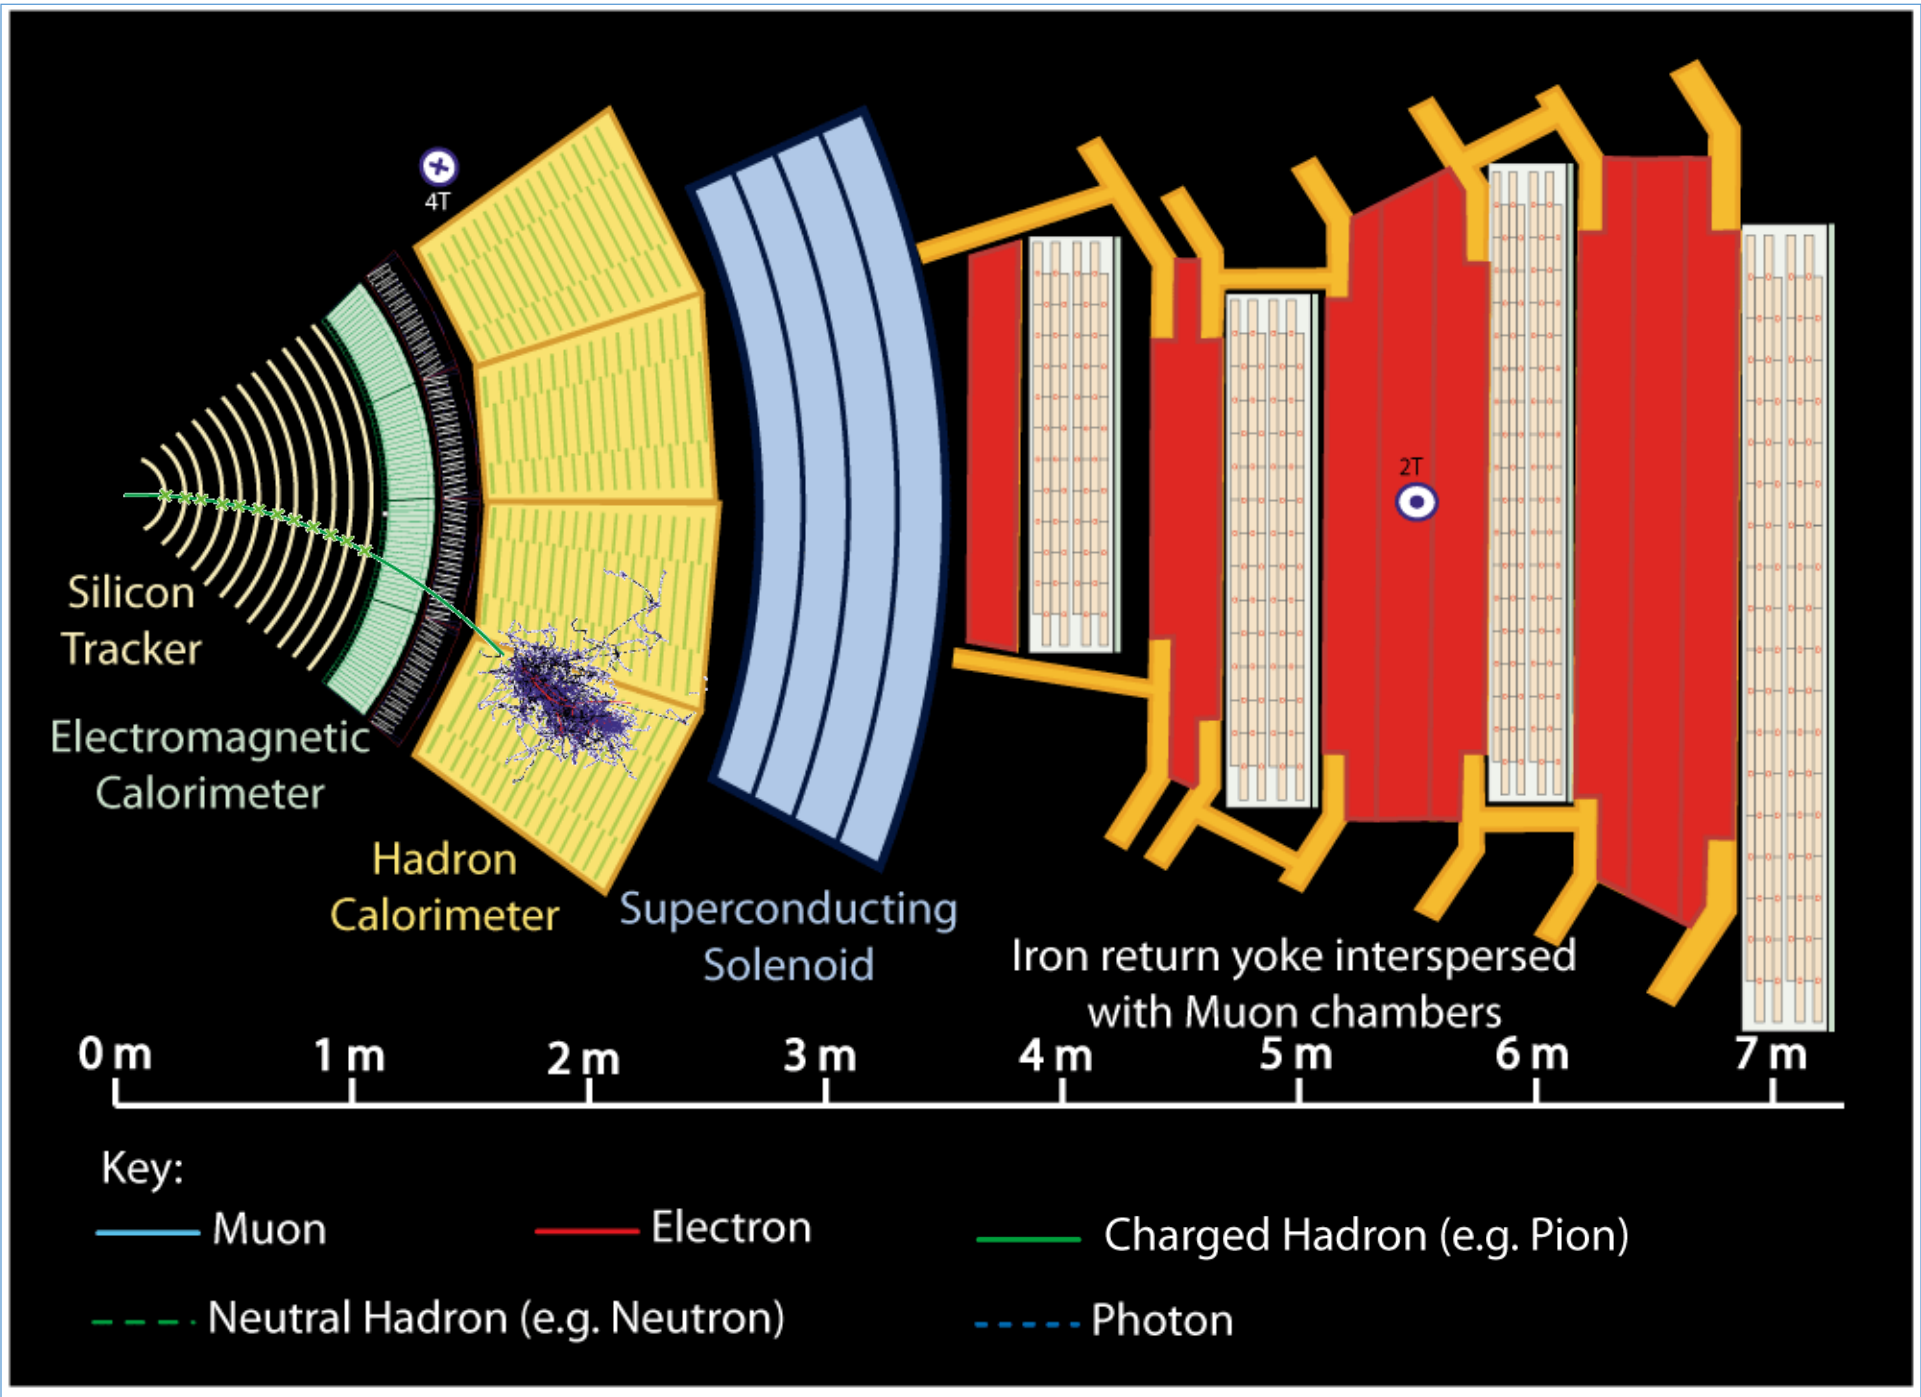 4T
2T
Silicon
Tracker
Electromagnetic
Calorimeter
Hadron
Calorimeter
Superconducting
Solenoid
Iron return yoke interspersed
with Muon chambers
0 m 1 m 2 m 3 m 4 m 5 m 6 m 7 m
Key:
Muon Electron Charged Hadron (e.g. Pion)
Neutral Hadron (e.g. Neutron) Photon